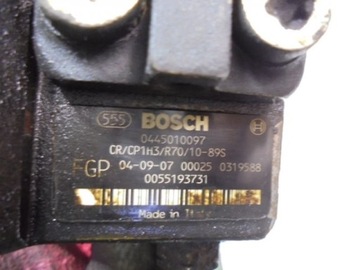 555 BOSCH
0445010097
CR/CP1H3/R70/10-89S
FGP 04-09-07 00025 0319588
0055193731
Made in Italy